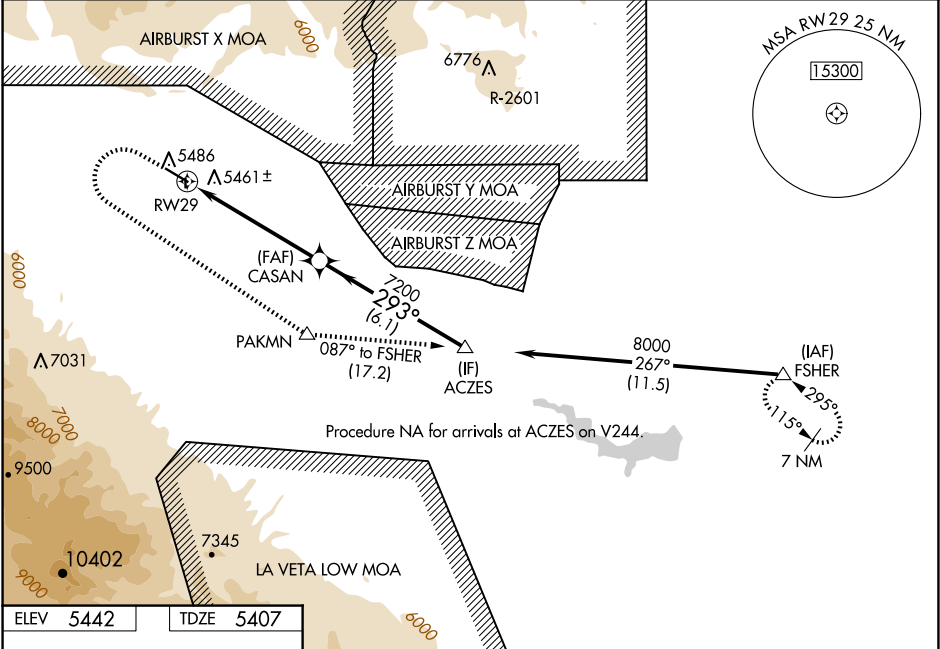 AIRBURST X MOA
6000
6776
R-2601
MSA RW 29 25 NM
15300
5486
5461±
RW29
AIRBURST Y MOA
AIRBURST Z MOA
(FAF)
CASAN
7200
293°
(6.1)
6000
PAKMN
087° to FSHER
(17.2)
(IF)
ACZES
8000
267°
(11.5)
(IAF)
FSHER
295°
115°
7 NM
7031
7000
8000
Procedure NA for arrivals at ACZES on V244.
9500
10402
9000
7345
LA VETA LOW MOA
6000
ELEV 5442
TDZE 5407